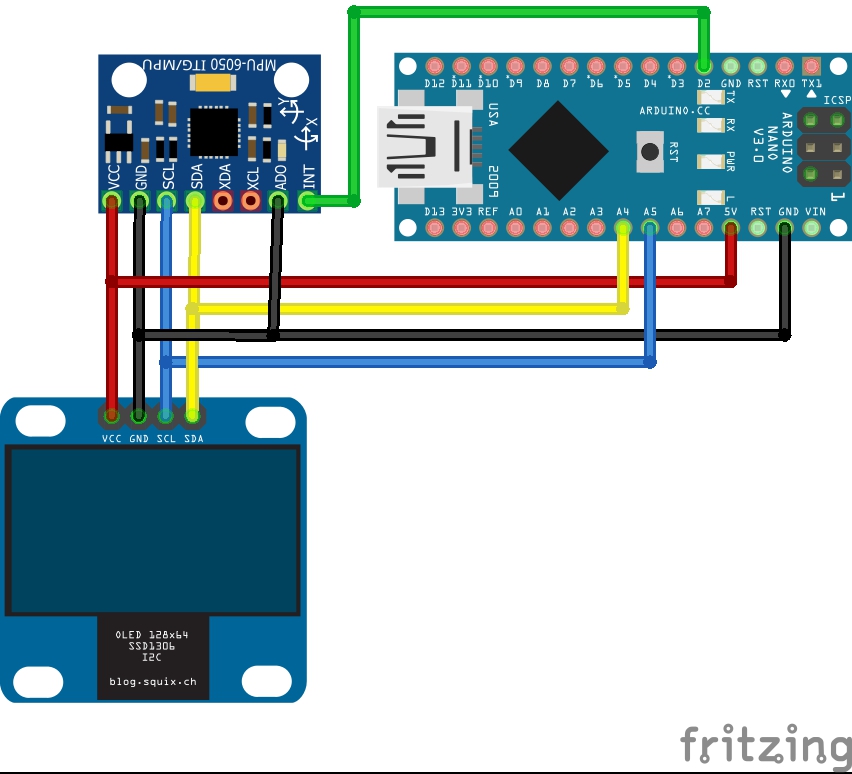 MPU-6050 ITG/MPU
Y
X
VCC
GND
SCL
SDA
XDA
XCL
ADO
INT
D12 D11 D10 D9 D8 D7 D6 D5 D4 D3 D2 GND RST RX0 TX1
USA
2009
ARDUINO.CC
RST
TX
RX
PWR
L
ARDUINO
NANO
V3.0
ICSP
1
D13 3V3 REF A0 A1 A2 A3 A4 A5 A6 A7 5V RST GND VIN
VCC GND SCL SDA
OLED 128x64
SSD1306
I2C
blog.squix.ch
fritzing